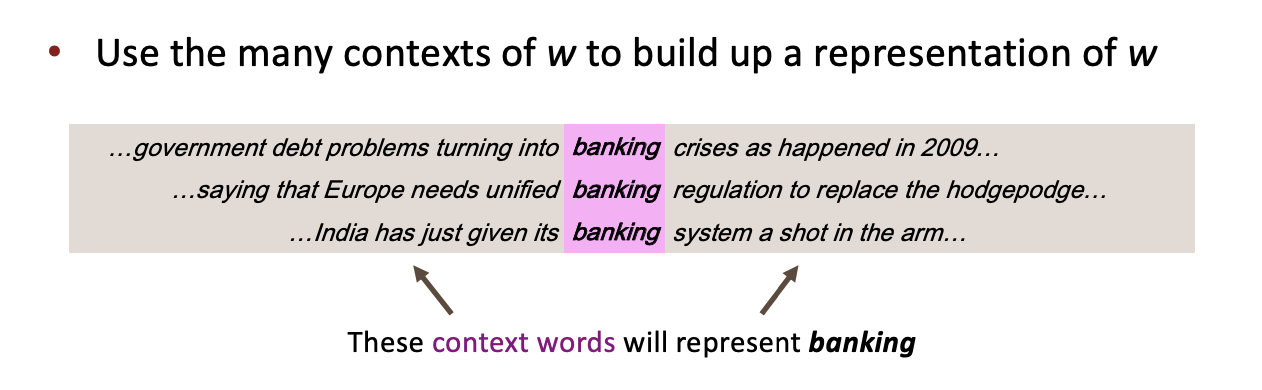 • Use the many contexts of w to build up a representation of w
…government debt problems turning into banking crises as happened in 2009…
…saying that Europe needs unified banking regulation to replace the hodgepodge…
…India has just given its banking system a shot in the arm…
These context words will represent banking